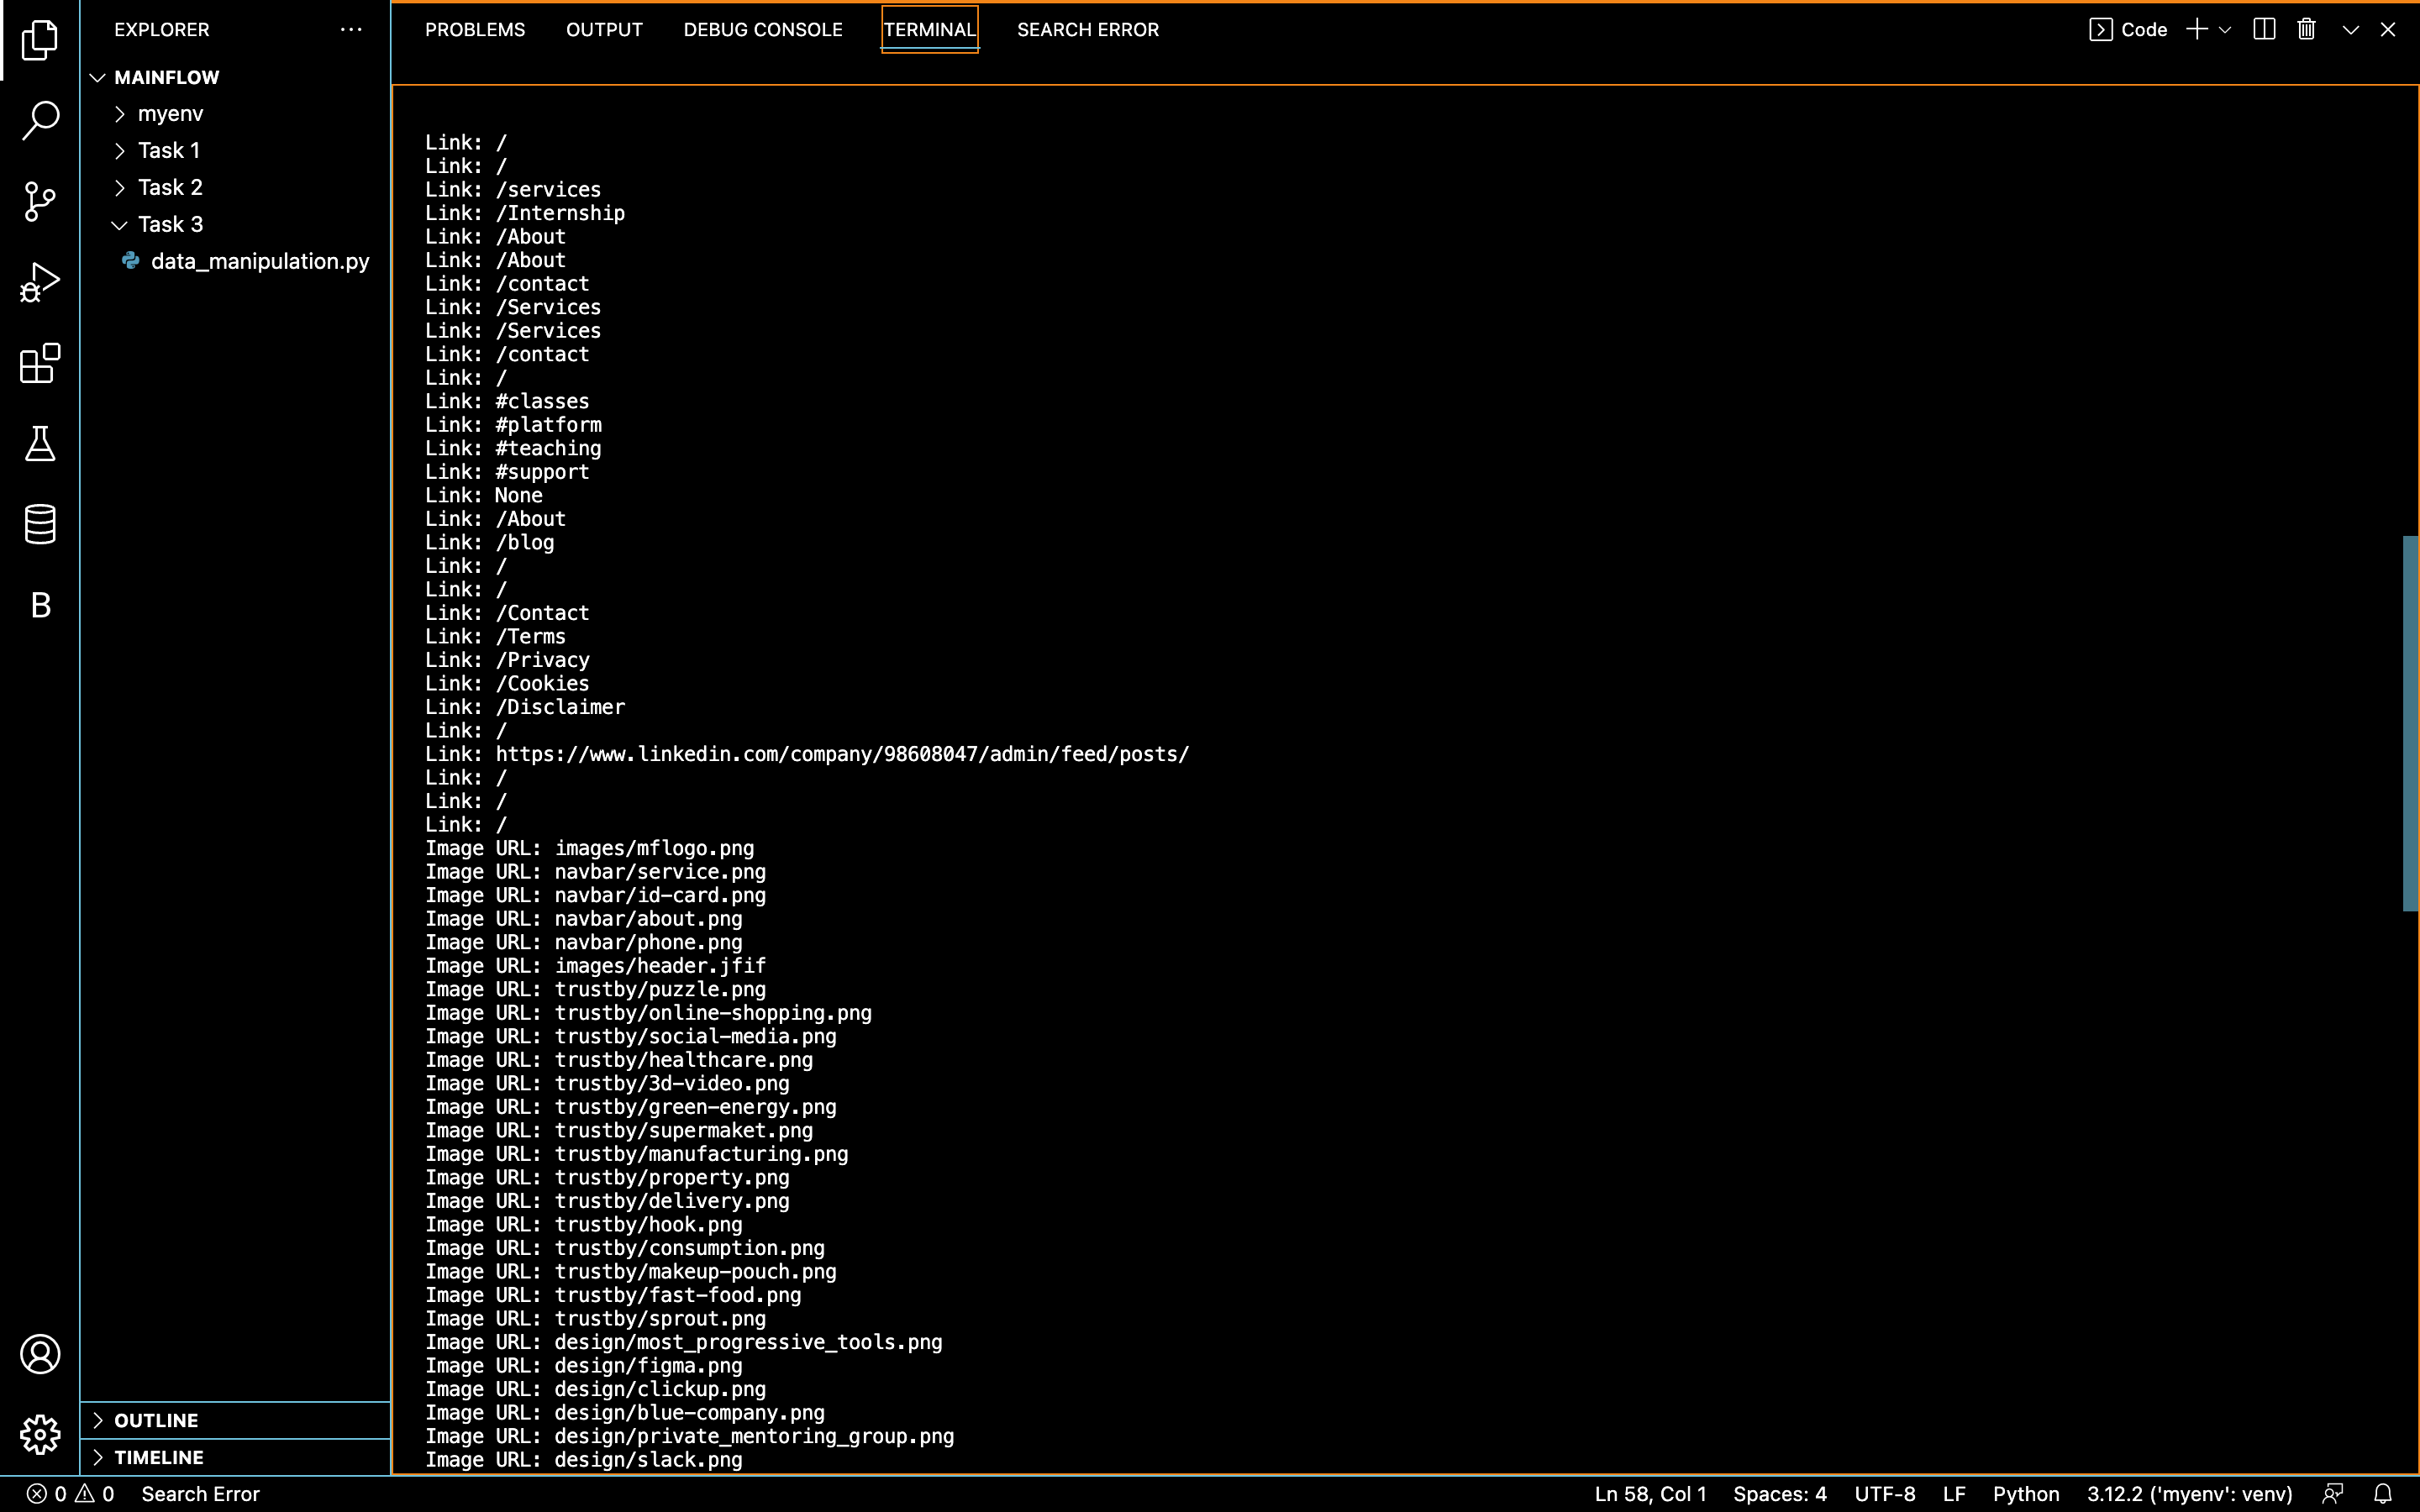 EXPLORER
MAINFLOW
myenv
Task 1
Task 2
Task 3
data_manipulation.py
OUTLINE
TIMELINE
PROBLEMS OUTPUT DEBUG CONSOLE TERMINAL SEARCH ERROR
Code
Link: /
Link: /
Link: /services
Link: /Internship
Link: /About
Link: /About
Link: /contact
Link: /Services
Link: /Services
Link: /contact
Link: /
Link: #classes
Link: #platform
Link: #teaching
Link: #support
Link: None
Link: /About
Link: /blog
Link: /
Link: /
Link: /Contact
Link: /Terms
Link: /Privacy
Link: /Cookies
Link: /Disclaimer
Link: /
Link: https://www.linkedin.com/company/98608047/admin/feed/posts/
Link: /
Link: /
Link: /
Image URL: images/mflogo.png
Image URL: navbar/service.png
Image URL: navbar/id-card.png
Image URL: navbar/about.png
Image URL: navbar/phone.png
Image URL: images/header.jfif
Image URL: trustby/puzzle.png
Image URL: trustby/online-shopping.png
Image URL: trustby/social-media.png
Image URL: trustby/healthcare.png
Image URL: trustby/3d-video.png
Image URL: trustby/green-energy.png
Image URL: trustby/supermaket.png
Image URL: trustby/manufacturing.png
Image URL: trustby/property.png
Image URL: trustby/delivery.png
Image URL: trustby/hook.png
Image URL: trustby/consumption.png
Image URL: trustby/makeup-pouch.png
Image URL: trustby/fast-food.png
Image URL: trustby/sprout.png
Image URL: design/most_progressive_tools.png
Image URL: design/figma.png
Image URL: design/clickup.png
Image URL: design/blue-company.png
Image URL: design/private_mentoring_group.png
Image URL: design/slack.png
B
0 0 Search Error Ln 58, Col 1 Spaces: 4 UTF-8 LF Python 3.12.2 ('myenv': venv)